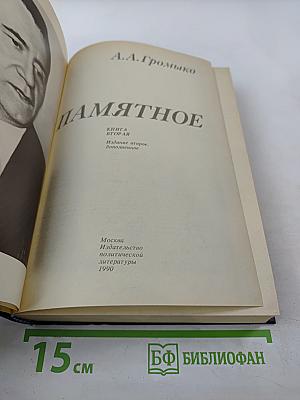 А.А.Громыко
ПАМЯТНОЕ
КНИГА
ВТОРАЯ
Издание второе,
дополненное
Москва
Издательство
политической
литературы
1990
15 см
БФ БИБЛИОФАН